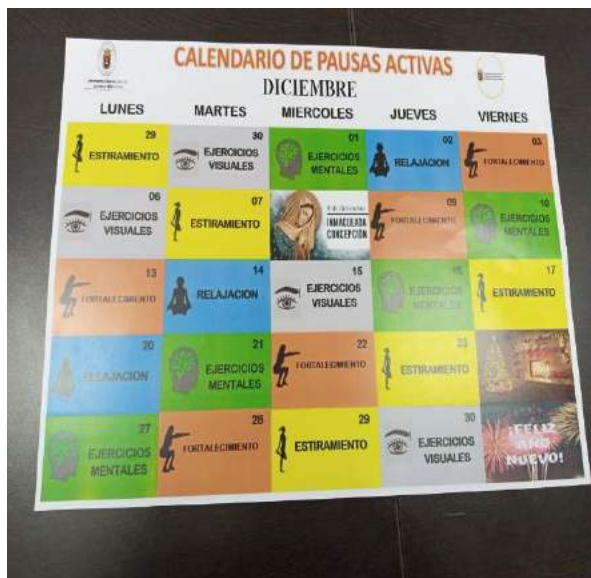 CALENDARIO DE PAUSAS ACTIVAS
DICIEMBRE
LUNES MARTES MIERCOLES JUEVES VIERNES
29 30 01 02 03
ESTIRAMIENTO EJERCICIOS VISUALES EJERCICIOS MENTALES RELAJACION FORTALECIMIENTO
06 07 09 10
EJERCICIOS VISUALES ESTIRAMIENTO INMACULADA CONCEPCIÓN FORTALECIMIENTO EJERCICIOS MENTALES
13 14 15 16 17
FORTALECIMIENTO RELAJACION EJERCICIOS VISUALES EJERCICIOS MENTALES ESTIRAMIENTO
20 21 22 23
RELAJACION EJERCICIOS MENTALES FORTALECIMIENTO ESTIRAMIENTO
27 28 29 30
EJERCICIOS MENTALES FORTALECIMIENTO ESTIRAMIENTO EJERCICIOS VISUALES ¡FELIZ AÑO NUEVO!